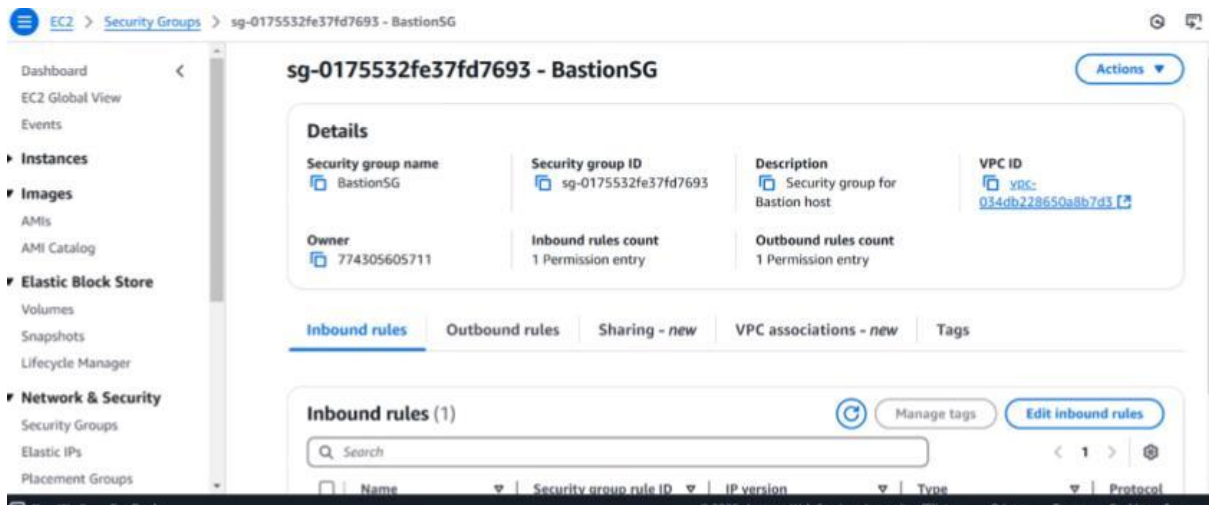 EC2 > Security Groups > sg-0175532fe37fd7693 - BastionSG
Dashboard
EC2 Global View
Events
Instances
Images
AMIs
AMI Catalog
Elastic Block Store
Volumes
Snapshots
Lifecycle Manager
Network & Security
Security Groups
Elastic IPs
Placement Groups
sg-0175532fe37fd7693 - BastionSG
Actions
Details
Security group name
BastionSG
Security group ID
sg-0175532fe37fd7693
Description
Security group for
Bastion host
VPC ID
vpc-
034db228650a8b7d3
Owner
774305605711
Inbound rules count
1 Permission entry
Outbound rules count
1 Permission entry
Inbound rules Outbound rules Sharing - new VPC associations - new Tags
Inbound rules (1)
Manage tags Edit inbound rules
Search
1
Name Security group rule ID IP version Type Protocol